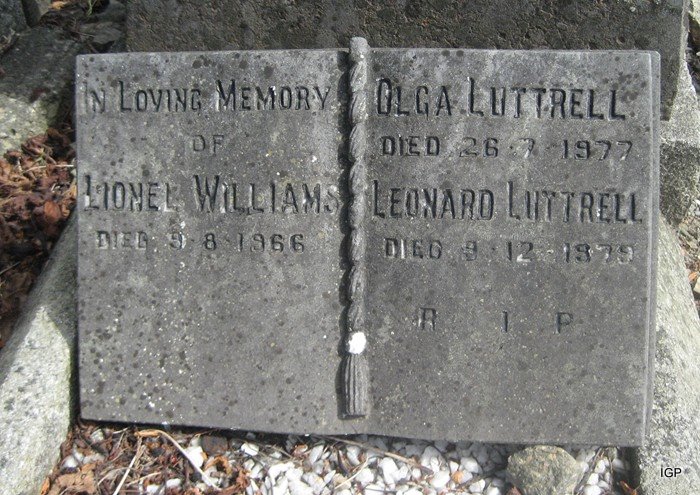 IN LOVING MEMORY
OF
LIONEL WILLIAMS
DIED 9-8-1966
OLGA LUTTRELL
DIED 26-7-1977
LEONARD LUTTRELL
DIED 9-12-1979
R I P
IGP